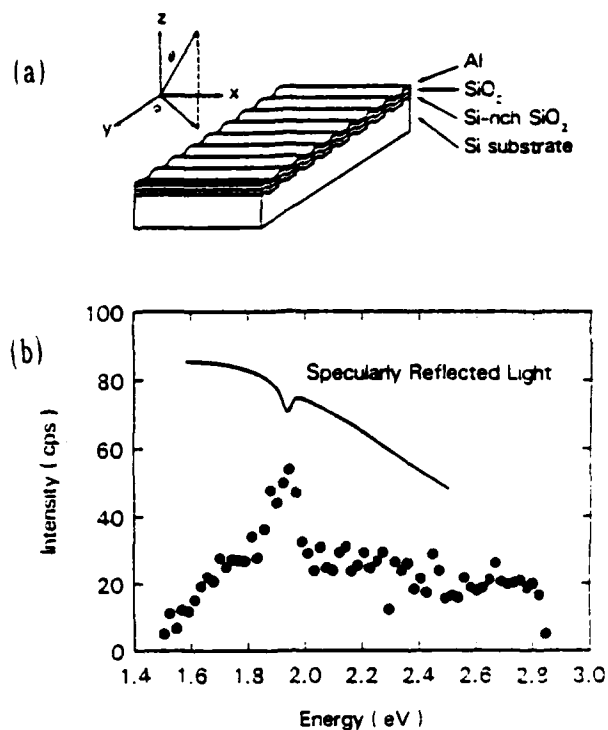 (a)
z
ϑ
x
y
Al
SiO2
Si-rich SiO2
Si substrate
(b)
100
80
60
40
20
0
Intensity (cps)
Specularly Reflected Light
1.4 1.6 1.8 2.0 2.2 2.4 2.6 2.8 3.0
Energy (eV)